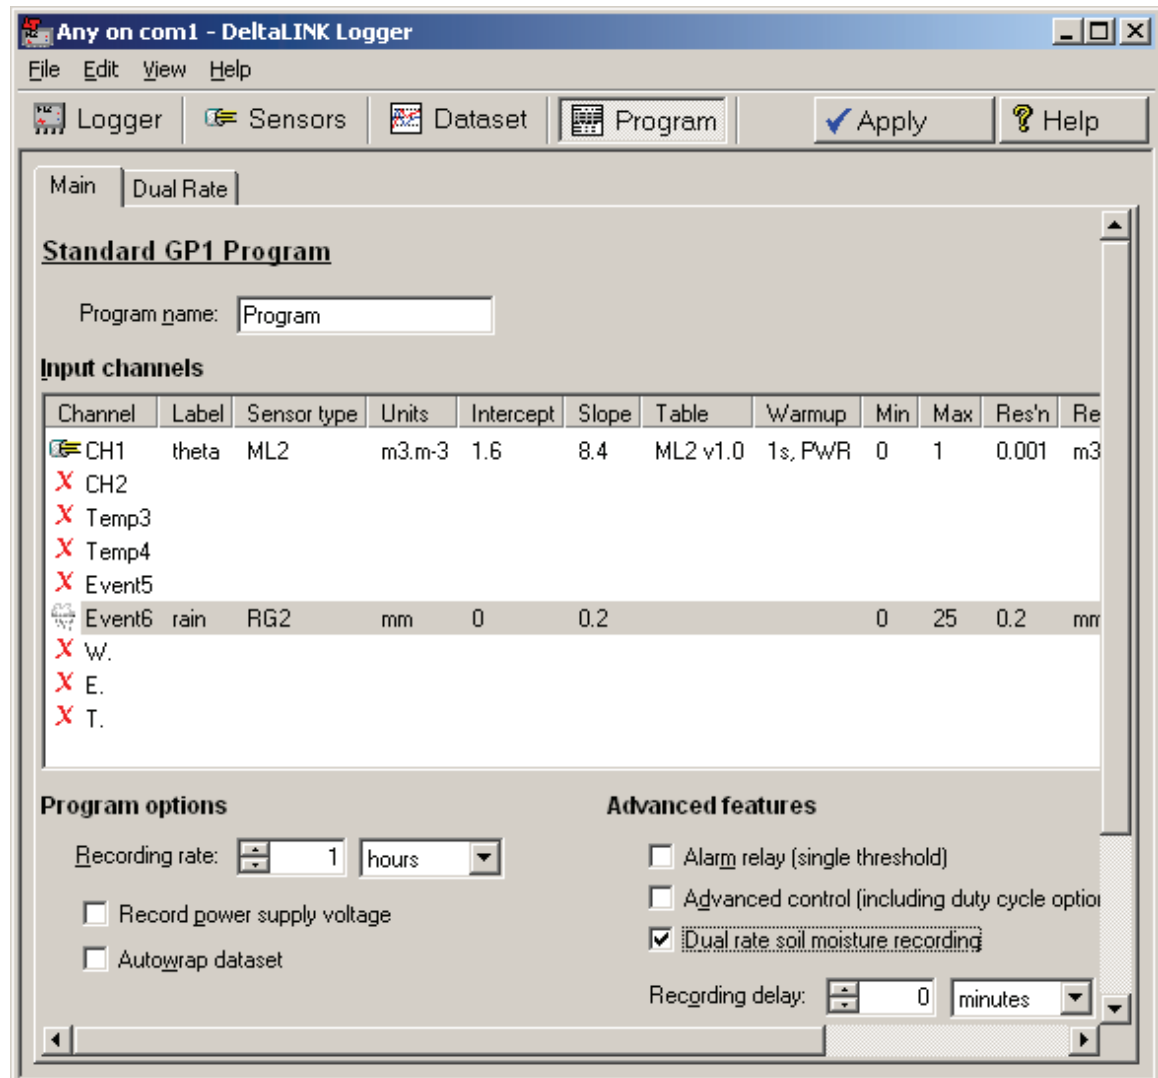 Any on com1 - DeltaLINK Logger
File Edit View Help
Logger Sensors Dataset Program Apply Help
Main Dual Rate
Standard GP1 Program
Program name: Program
Input channels
Channel Label Sensor type Units Intercept Slope Table Warmup Min Max Res'n Re
CH1 theta ML2 m3.m-3 1.6 8.4 ML2 v1.0 1s, PWR 0 1 0.001 m3
X CH2
X Temp3
X Temp4
X Event5
Event6 rain RG2 mm 0 0.2 0 25 0.2 mm
X W.
X E.
X T.
Program options Advanced features
Recording rate: 1 hours
Alarm relay (single threshold)
Record power supply voltage
Advanced control (including duty cycle option
Autowrap dataset
Dual rate soil moisture recording
Recording delay: 0 minutes